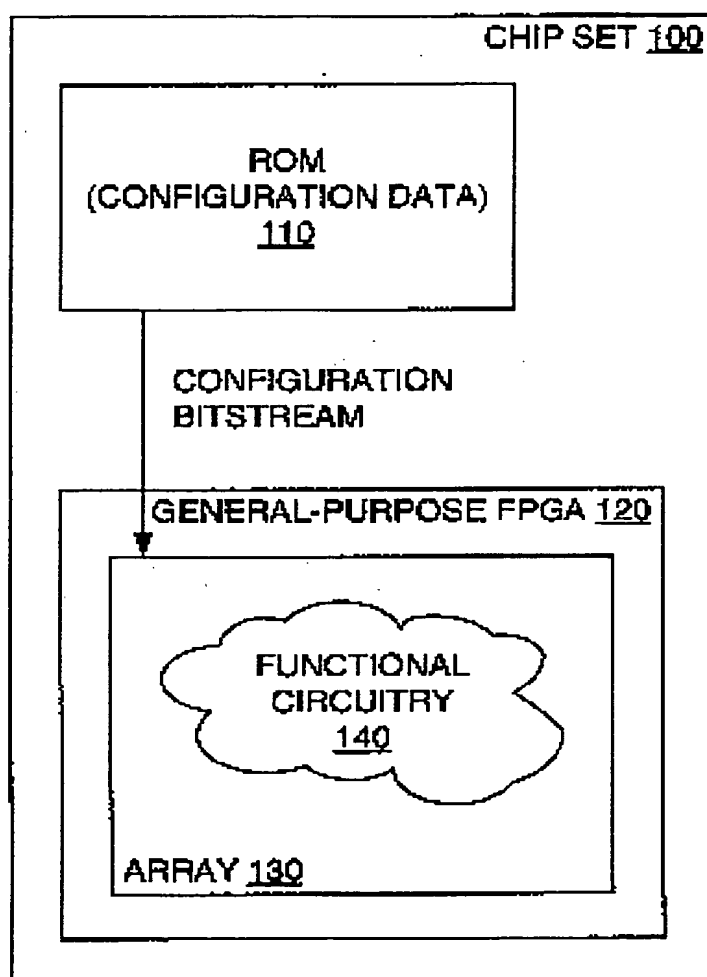 CHIP SET 100
ROM
(CONFIGURATION DATA)
110
CONFIGURATION
BITSTREAM
GENERAL-PURPOSE FPGA 120
FUNCTIONAL
CIRCUITRY
140
ARRAY 130